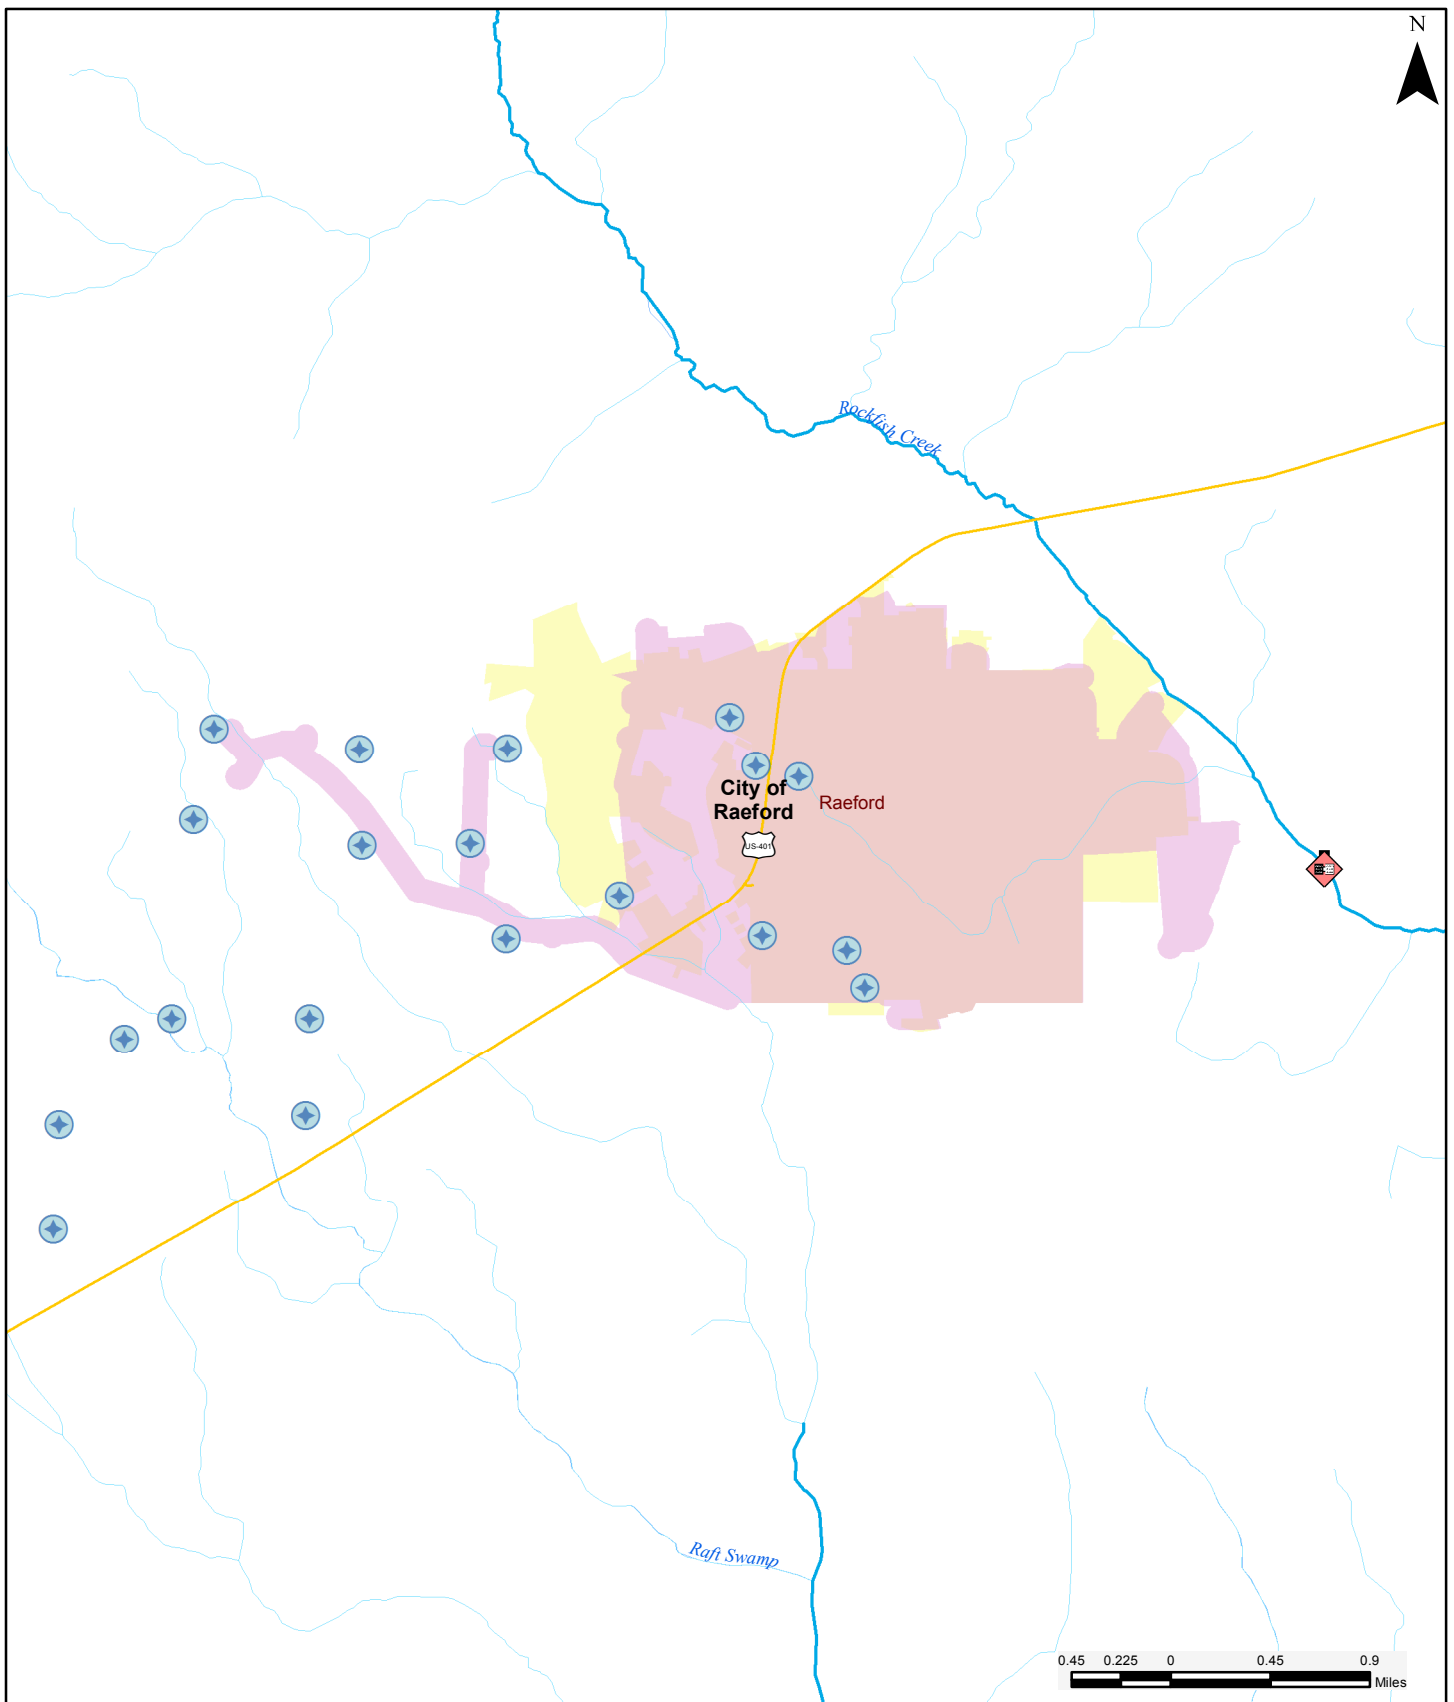 N
Rockfish Creek
City of
Raeford
Raeford
US-401
Raft Swamp
0.45 0.225 0 0.45 0.9
Miles